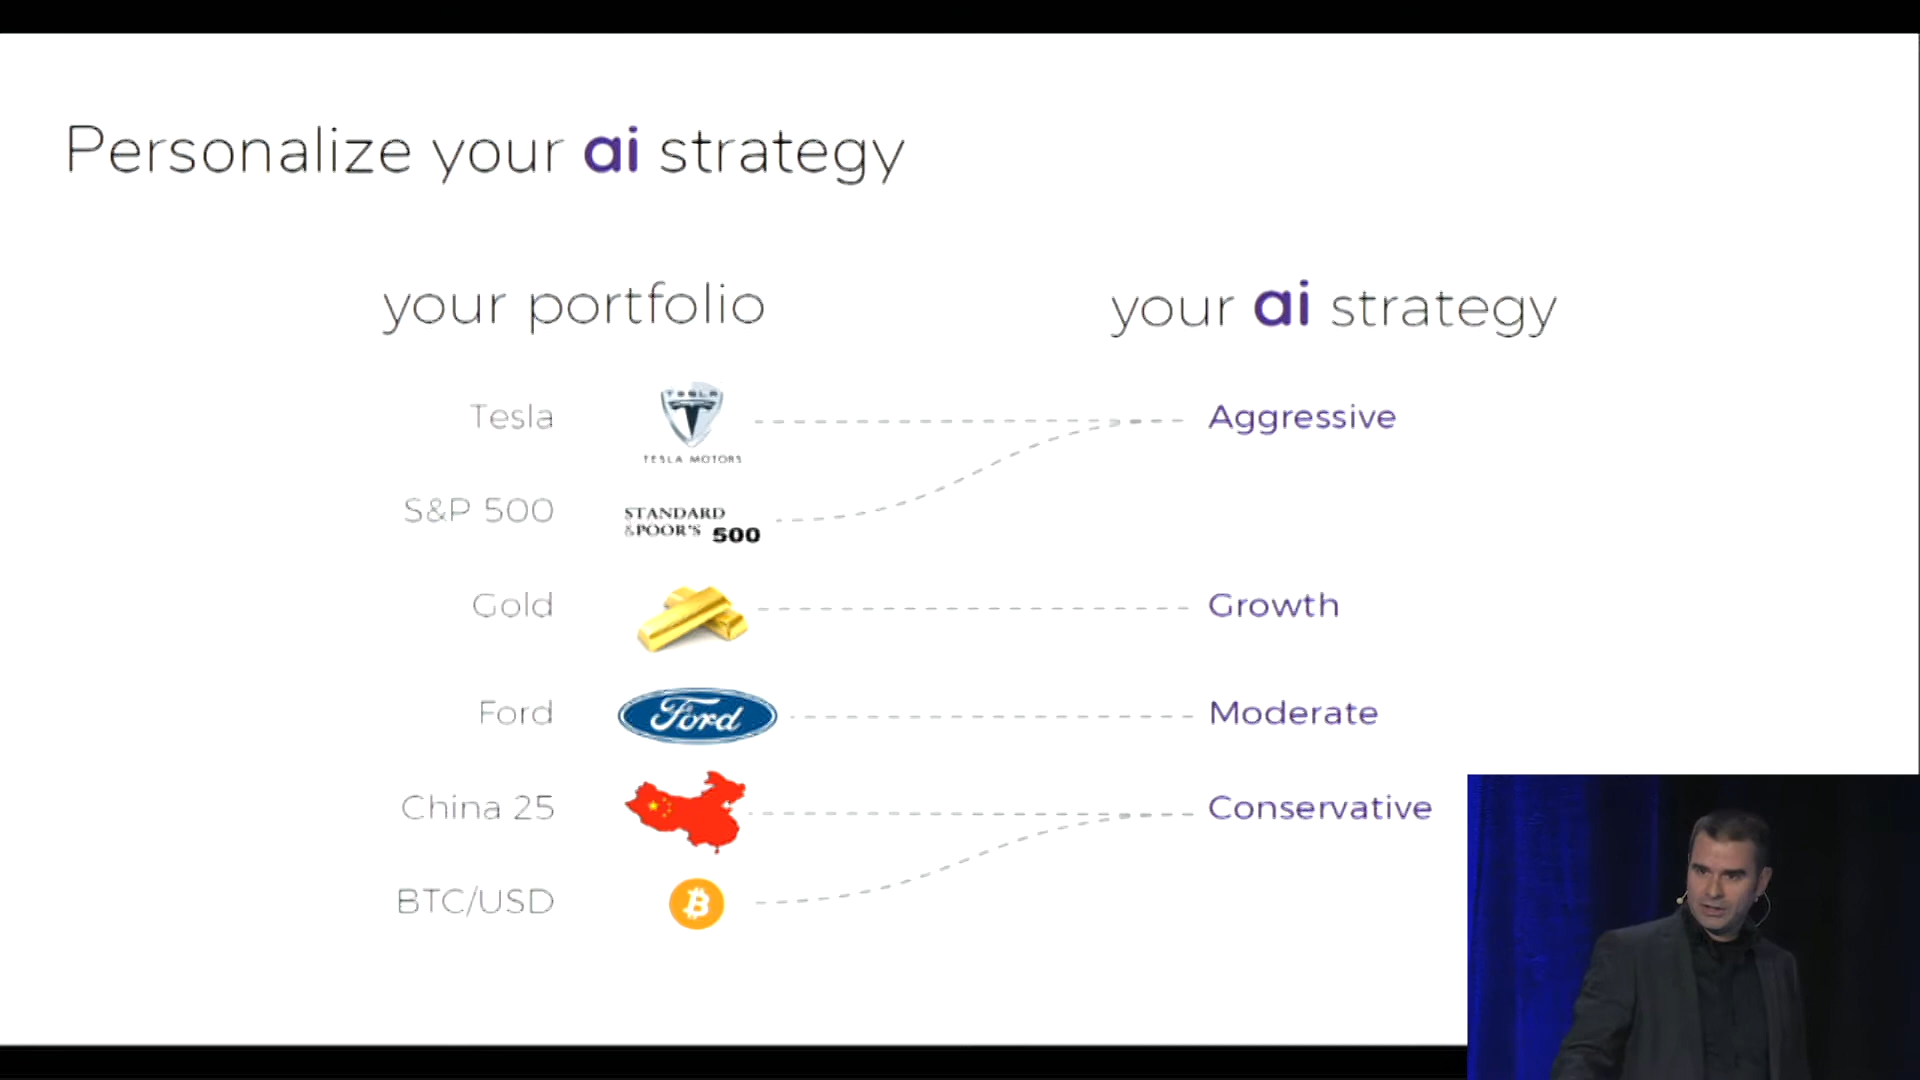 Personalize your ai strategy
your portfolio
your ai strategy
Tesla
TESLA
TESLA MOTORS
Aggressive
S&P 500
STANDARD
&POOR'S 500
Gold
Growth
Ford
Ford
Moderate
China 25
Conservative
BTC/USD